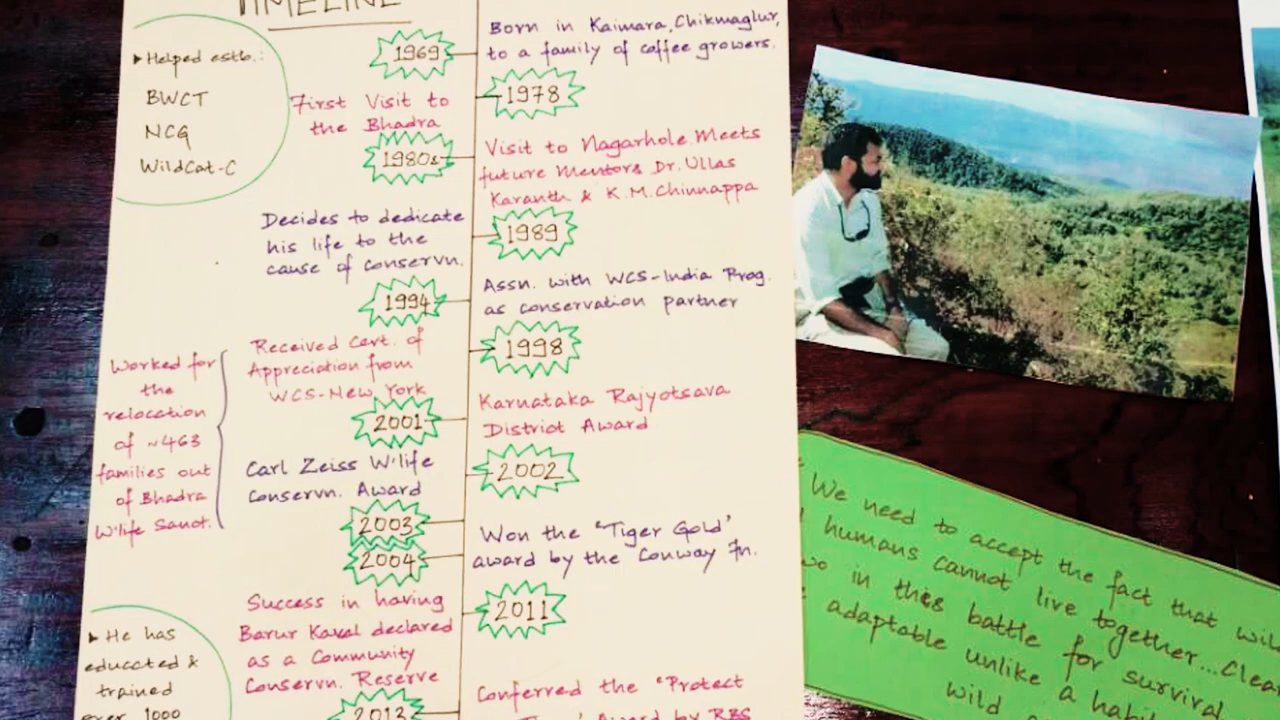 TIMELINE
▸Helped estb.:
BWCT
NCG
WildCat-C
1969
Born in Kaimara, Chikmaglur,
to a family of coffee growers.
1978
First Visit to
the Bhadra
1980s
Visit to Nagarhole. Meets
future Mentors Dr. Ullas
Karanth & K.M.Chinnappa
1989
Decides to dedicate
his life to the
cause of conservn.
1994
Assn. with WCS-India Prog.
as conservation partner
1998
Received Cert. of
Appreciation from
WCS-New York
2001
Karnataka Rajyotsava
District Award
2002
Worked for
the
relocation
of ~463
families out
of Bhadra
W'life Sanct.
Carl Zeiss W'life
Conservn. Award
2003
2004
Won the 'Tiger Gold'
award by the Conway Fn.
2011
Success in having
Barur Kaval declared
as a Community
Conservn. Reserve
2013
Conferred the "Protect
Award by RBS
▸ He has
educated &
trained
over 1000
We need to accept the fact that
humans cannot live together...
in this battle for survival
adaptable unlike a
wild